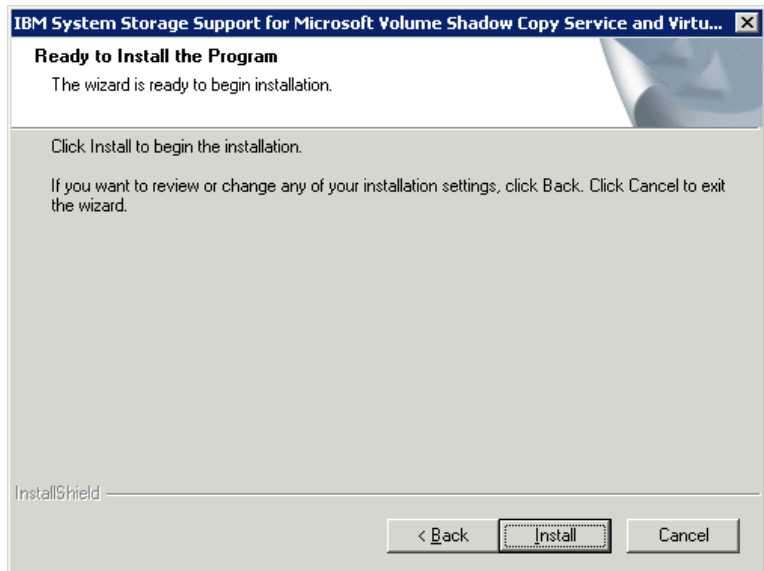 IBM System Storage Support for Microsoft Volume Shadow Copy Service and Virtu...
Ready to Install the Program
The wizard is ready to begin installation.
Click Install to begin the installation.
If you want to review or change any of your installation settings, click Back. Click Cancel to exit
the wizard.
InstallShield
< Back Install Cancel